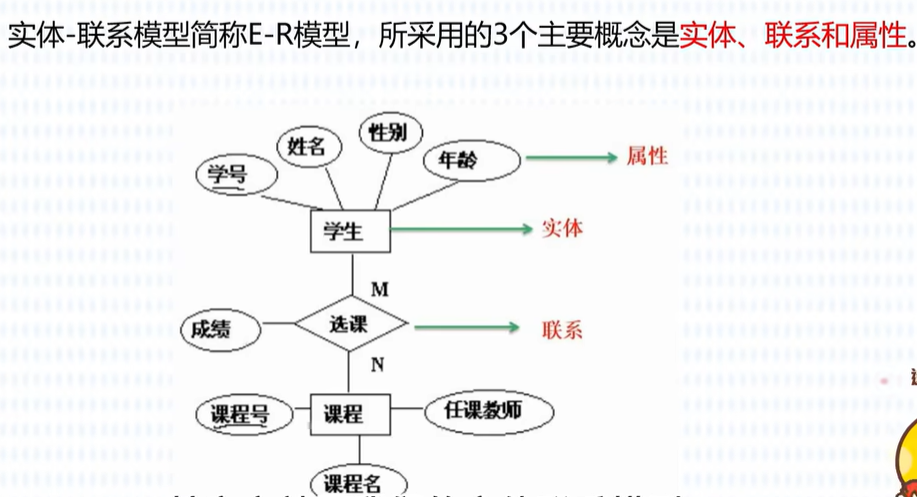 实体-联系模型简称E-R模型，所采用的3个主要概念是实体、联系和属性。
性别
姓名
年龄
属性
学号
学生
实体
M
成绩
选课
联系
N
课程号
课程
任课教师
课程名